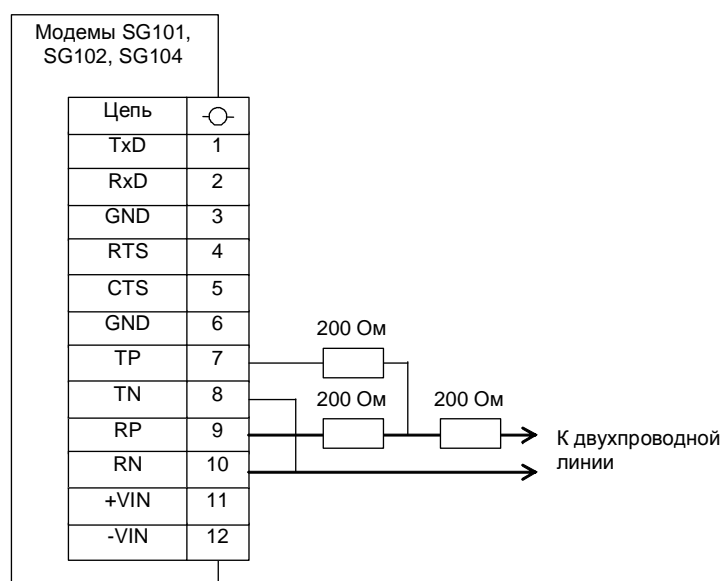 Модемы SG101,
SG102, SG104
Цепь
TxD 1
RxD 2
GND 3
RTS 4
CTS 5
GND 6
200 Ом
TP 7
TN 8
200 Ом 200 Ом
RP 9
К двухпроводной
линии
RN 10
+VIN 11
-VIN 12